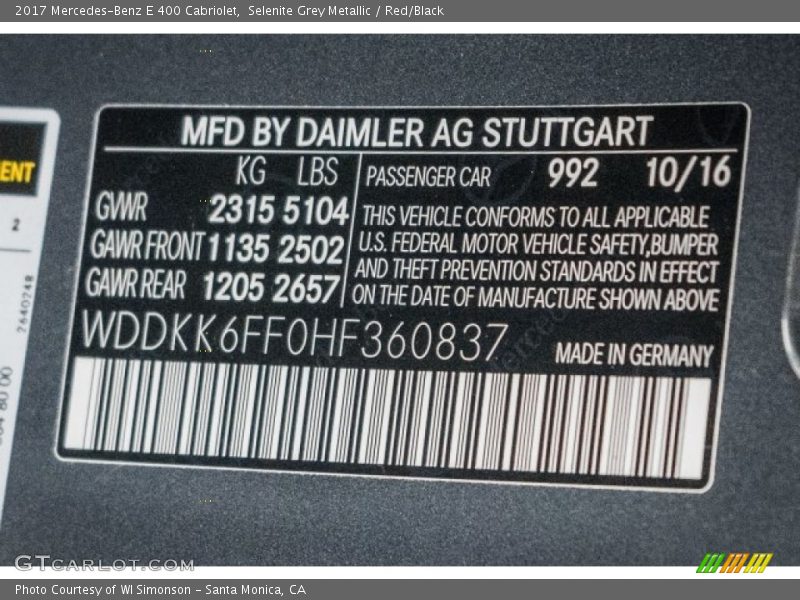 2017 Mercedes-Benz E 400 Cabriolet, Selenite Grey Metallic / Red/Black
MFD BY DAIMLER AG STUTTGART
KG LBS
GWR 2315 5104
GAWR FRONT 1135 2502
GAWR REAR 1205 2657
PASSENGER CAR 992 10/16
THIS VEHICLE CONFORMS TO ALL APPLICABLE
U.S. FEDERAL MOTOR VEHICLE SAFETY,BUMPER
AND THEFT PREVENTION STANDARDS IN EFFECT
ON THE DATE OF MANUFACTURE SHOWN ABOVE
WDDKK6FF0HF360837
MADE IN GERMANY
ENT
2
2640248
GTCARLOT.COM
Photo Courtesy of WI Simonson - Santa Monica, CA